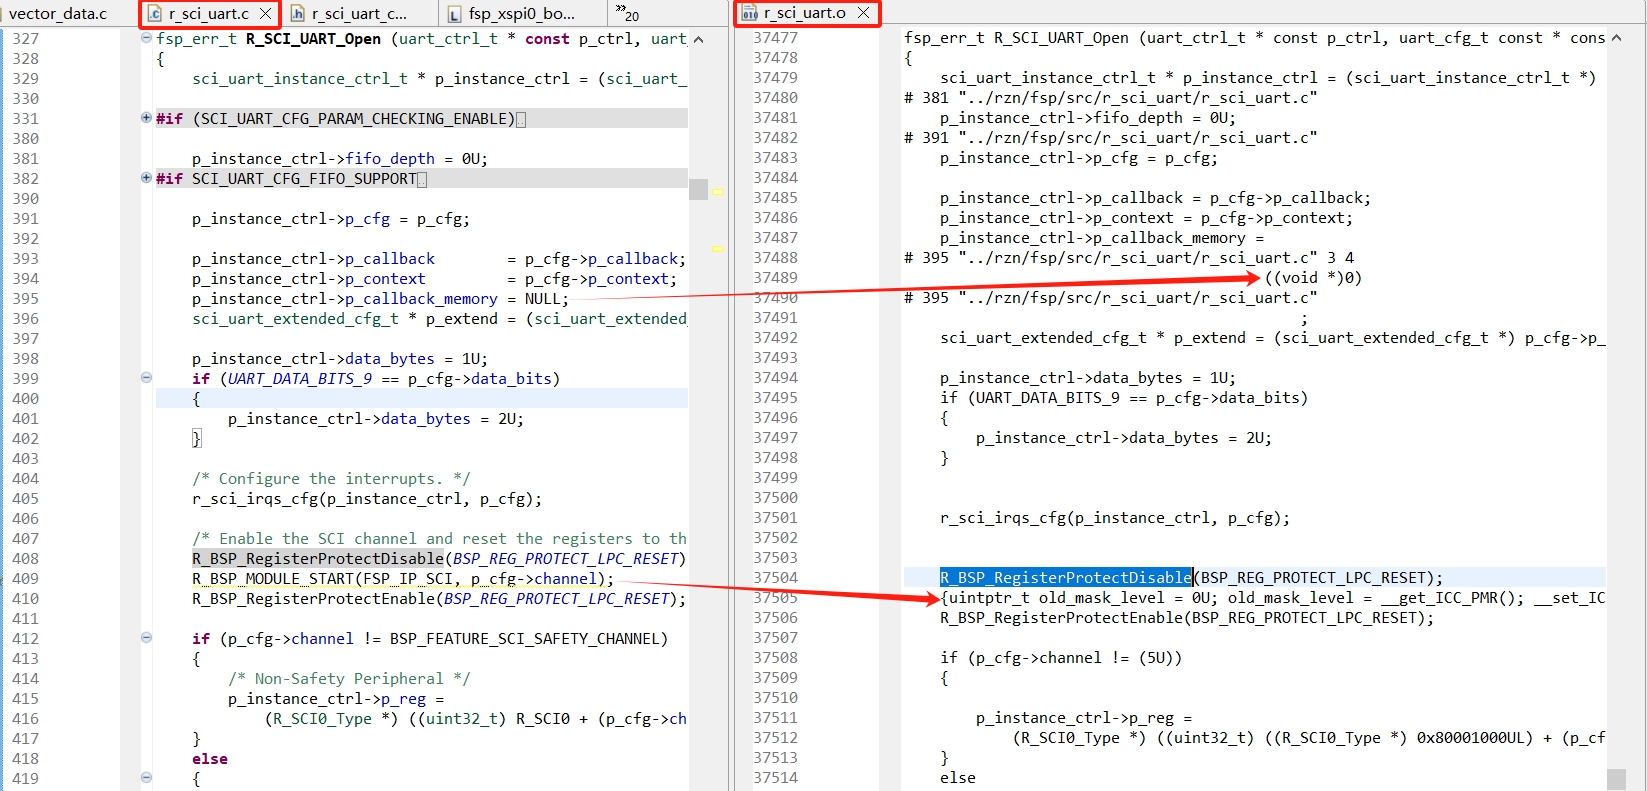 vector_data.c
r_sci_uart.c
r_sci_uart_c...
fsp_xspi0_bo...
»20
327 fsp_err_t R_SCI_UART_Open (uart_ctrl_t * const p_ctrl, uart_
328 {
329 sci_uart_instance_ctrl_t * p_instance_ctrl = (sci_uart_
330
331 #if (SCI_UART_CFG_PARAM_CHECKING_ENABLE)
380
381 p_instance_ctrl->fifo_depth = 0U;
382 #if SCI_UART_CFG_FIFO_SUPPORT
390
391 p_instance_ctrl->p_cfg = p_cfg;
392
393 p_instance_ctrl->p_callback = p_cfg->p_callback;
394 p_instance_ctrl->p_context = p_cfg->p_context;
395 p_instance_ctrl->p_callback_memory = NULL;
396 sci_uart_extended_cfg_t * p_extend = (sci_uart_extended_
397
398 p_instance_ctrl->data_bytes = 1U;
399 if (UART_DATA_BITS_9 == p_cfg->data_bits)
400 {
401 p_instance_ctrl->data_bytes = 2U;
402 }
403
404 /* Configure the interrupts. */
405 r_sci_irqs_cfg(p_instance_ctrl, p_cfg);
406
407 /* Enable the SCI channel and reset the registers to th
408 R_BSP_RegisterProtectDisable(BSP_REG_PROTECT_LPC_RESET)
409 R_BSP_MODULE_START(FSP_IP_SCI, p_cfg->channel);
410 R_BSP_RegisterProtectEnable(BSP_REG_PROTECT_LPC_RESET);
411
412 if (p_cfg->channel != BSP_FEATURE_SCI_SAFETY_CHANNEL)
413 {
414 /* Non-Safety Peripheral */
415 p_instance_ctrl->p_reg =
416 (R_SCI0_Type *) ((uint32_t) R_SCI0 + (p_cfg->ch
417 }
418 else
419 {
r_sci_uart.o
37477 fsp_err_t R_SCI_UART_Open (uart_ctrl_t * const p_ctrl, uart_cfg_t const * cons
37478 {
37479 sci_uart_instance_ctrl_t * p_instance_ctrl = (sci_uart_instance_ctrl_t *)
37480 # 381 "../rzn/fsp/src/r_sci_uart/r_sci_uart.c"
37481 p_instance_ctrl->fifo_depth = 0U;
37482 # 391 "../rzn/fsp/src/r_sci_uart/r_sci_uart.c"
37483 p_instance_ctrl->p_cfg = p_cfg;
37484
37485 p_instance_ctrl->p_callback = p_cfg->p_callback;
37486 p_instance_ctrl->p_context = p_cfg->p_context;
37487 p_instance_ctrl->p_callback_memory =
37488 # 395 "../rzn/fsp/src/r_sci_uart/r_sci_uart.c" 3 4
37489 ((void *)0)
37490 # 395 "../rzn/fsp/src/r_sci_uart/r_sci_uart.c"
37491 ;
37492 sci_uart_extended_cfg_t * p_extend = (sci_uart_extended_cfg_t *) p_cfg->p_
37493
37494 p_instance_ctrl->data_bytes = 1U;
37495 if (UART_DATA_BITS_9 == p_cfg->data_bits)
37496 {
37497 p_instance_ctrl->data_bytes = 2U;
37498 }
37499
37500
37501 r_sci_irqs_cfg(p_instance_ctrl, p_cfg);
37502
37503
37504 R_BSP_RegisterProtectDisable(BSP_REG_PROTECT_LPC_RESET);
37505 {uintptr_t old_mask_level = 0U; old_mask_level = __get_ICC_PMR(); __set_IC
37506 R_BSP_RegisterProtectEnable(BSP_REG_PROTECT_LPC_RESET);
37507
37508 if (p_cfg->channel != (5U))
37509 {
37510
37511 p_instance_ctrl->p_reg =
37512 (R_SCI0_Type *) ((uint32_t) ((R_SCI0_Type *) 0x80001000UL) + (p_cf
37513 }
37514 else